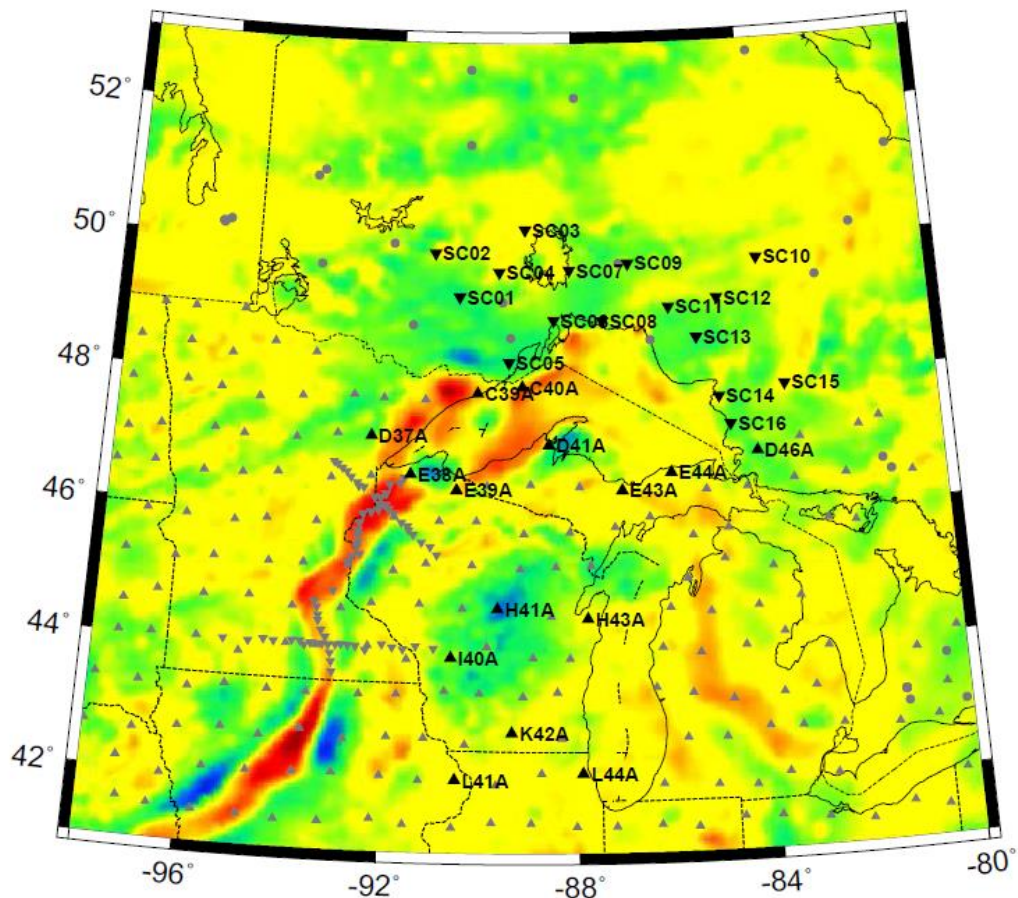 52°
50°
SC03
SC02
SC09
SC10
SC04
SC07
SC01
SC12
SC11
SC06
SC08
48°
SC13
SC05
SC15
C40A
C39A
SC14
SC16
D37A
D41A
D46A
46°
E38A
E44A
E39A
E43A
H41A
44°
H43A
I40A
K42A
42°
L41A
L44A
-96°
-92°
-88°
-84°
-80°